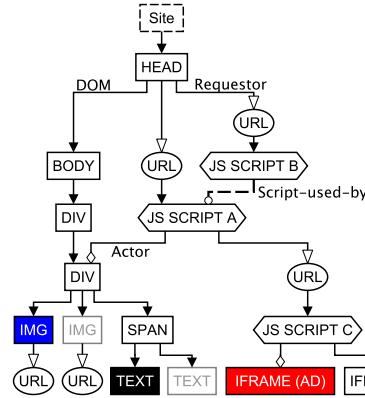 Site
HEAD
DOM
Requestor
URL
BODY
URL
JS SCRIPT B
Script-used-by
DIV
JS SCRIPT A
Actor
DIV
URL
IMG
IMG
SPAN
JS SCRIPT C
URL
URL
TEXT
TEXT
IFRAME (AD)